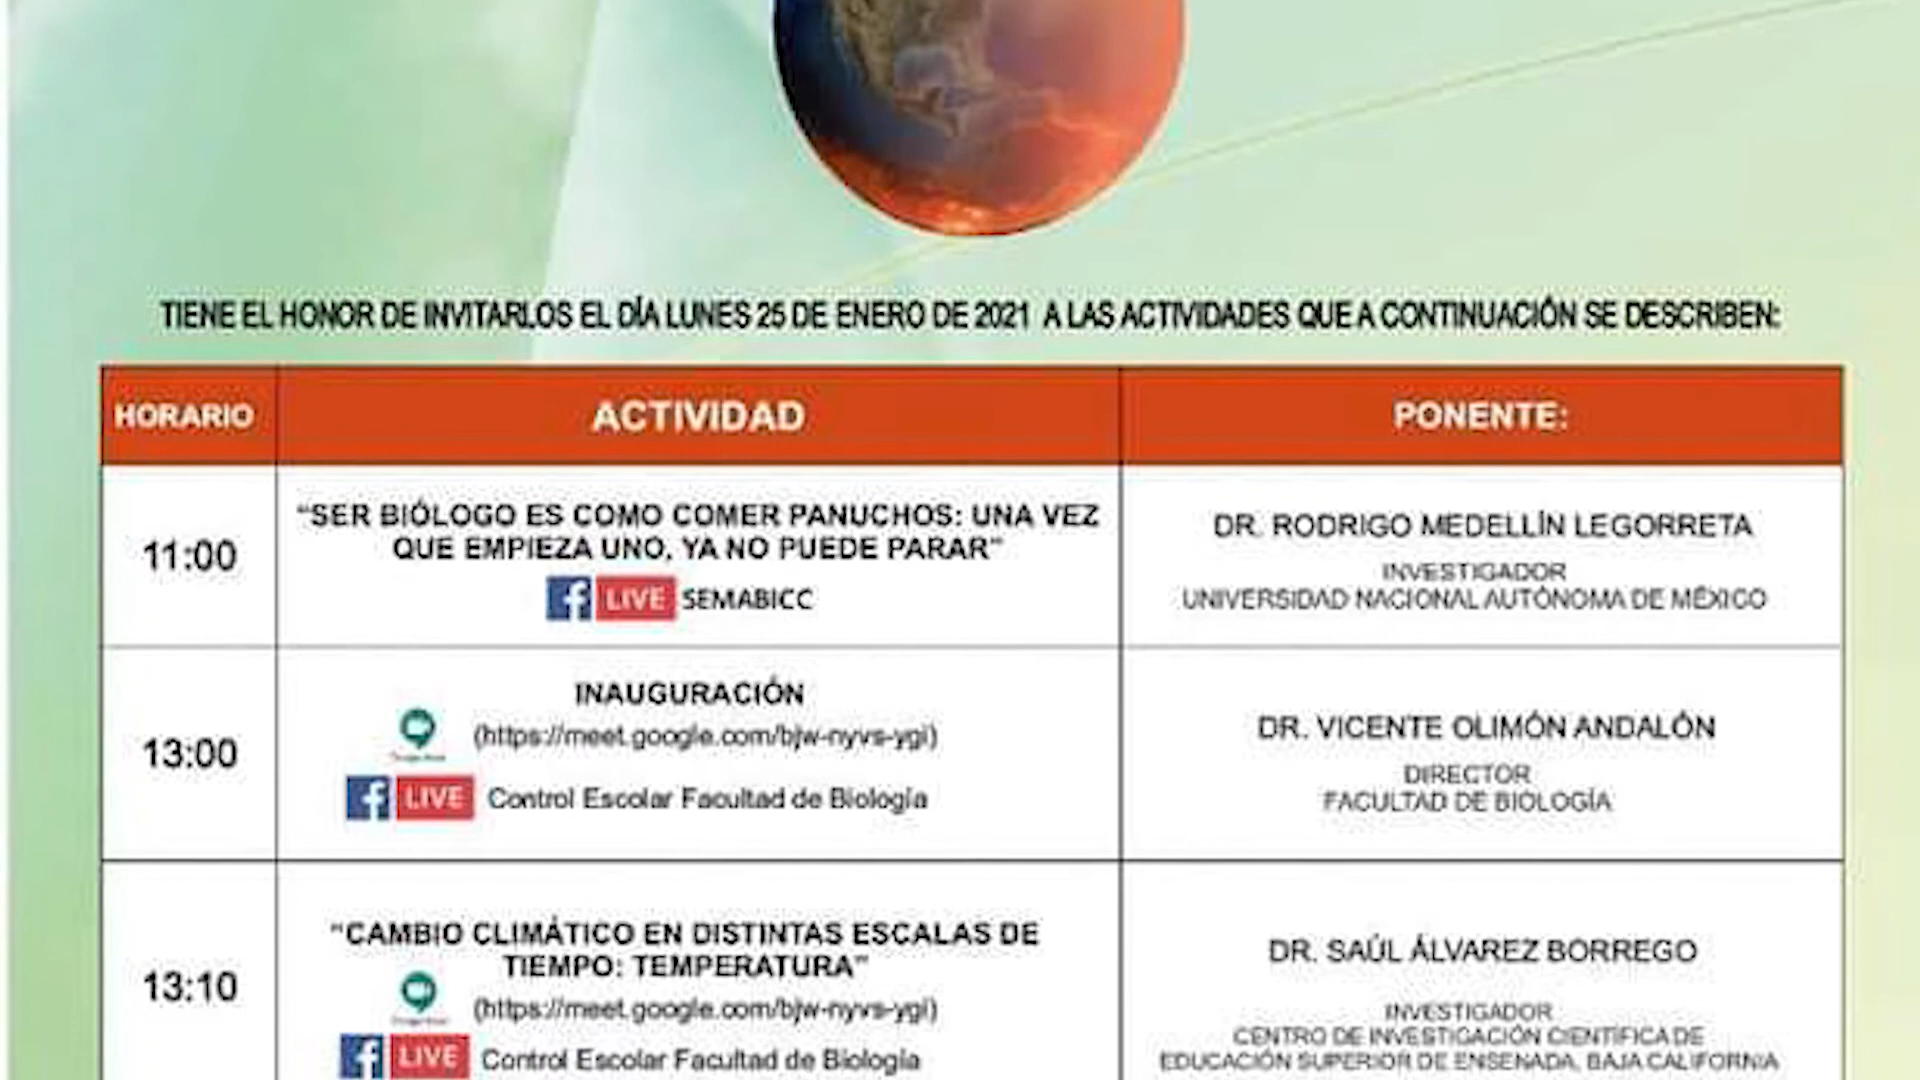 TIENE EL HONOR DE INVITARLOS EL DÍA LUNES 25 DE ENERO DE 2021 A LAS ACTIVIDADES QUE A CONTINUACIÓN SE DESCRIBEN:
HORARIO
ACTIVIDAD
PONENTE:
11:00
"SER BIÓLOGO ES COMO COMER PANUCHOS: UNA VEZ
QUE EMPIEZA UNO, YA NO PUEDE PARAR"
f LIVE SEMABICC
DR. RODRIGO MEDELLÍN LEGORRETA
INVESTIGADOR
UNIVERSIDAD NACIONAL AUTÓNOMA DE MÉXICO
13:00
INAUGURACIÓN
(https://meet.google.com/bjw-nyvs-ygi)
f LIVE Control Escolar Facultad de Biología
DR. VICENTE OLIMÓN ANDALÓN
DIRECTOR
FACULTAD DE BIOLOGÍA
13:10
"CAMBIO CLIMÁTICO EN DISTINTAS ESCALAS DE
TIEMPO: TEMPERATURA"
(https://meet.google.com/bjw-nyvs-ygi)
f LIVE Control Escolar Facultad de Biología
DR. SAÚL ÁLVAREZ BORREGO
INVESTIGADOR
CENTRO DE INVESTIGACIÓN CIENTÍFICA DE
EDUCACIÓN SUPERIOR DE ENSENADA, BAJA CALIFORNIA